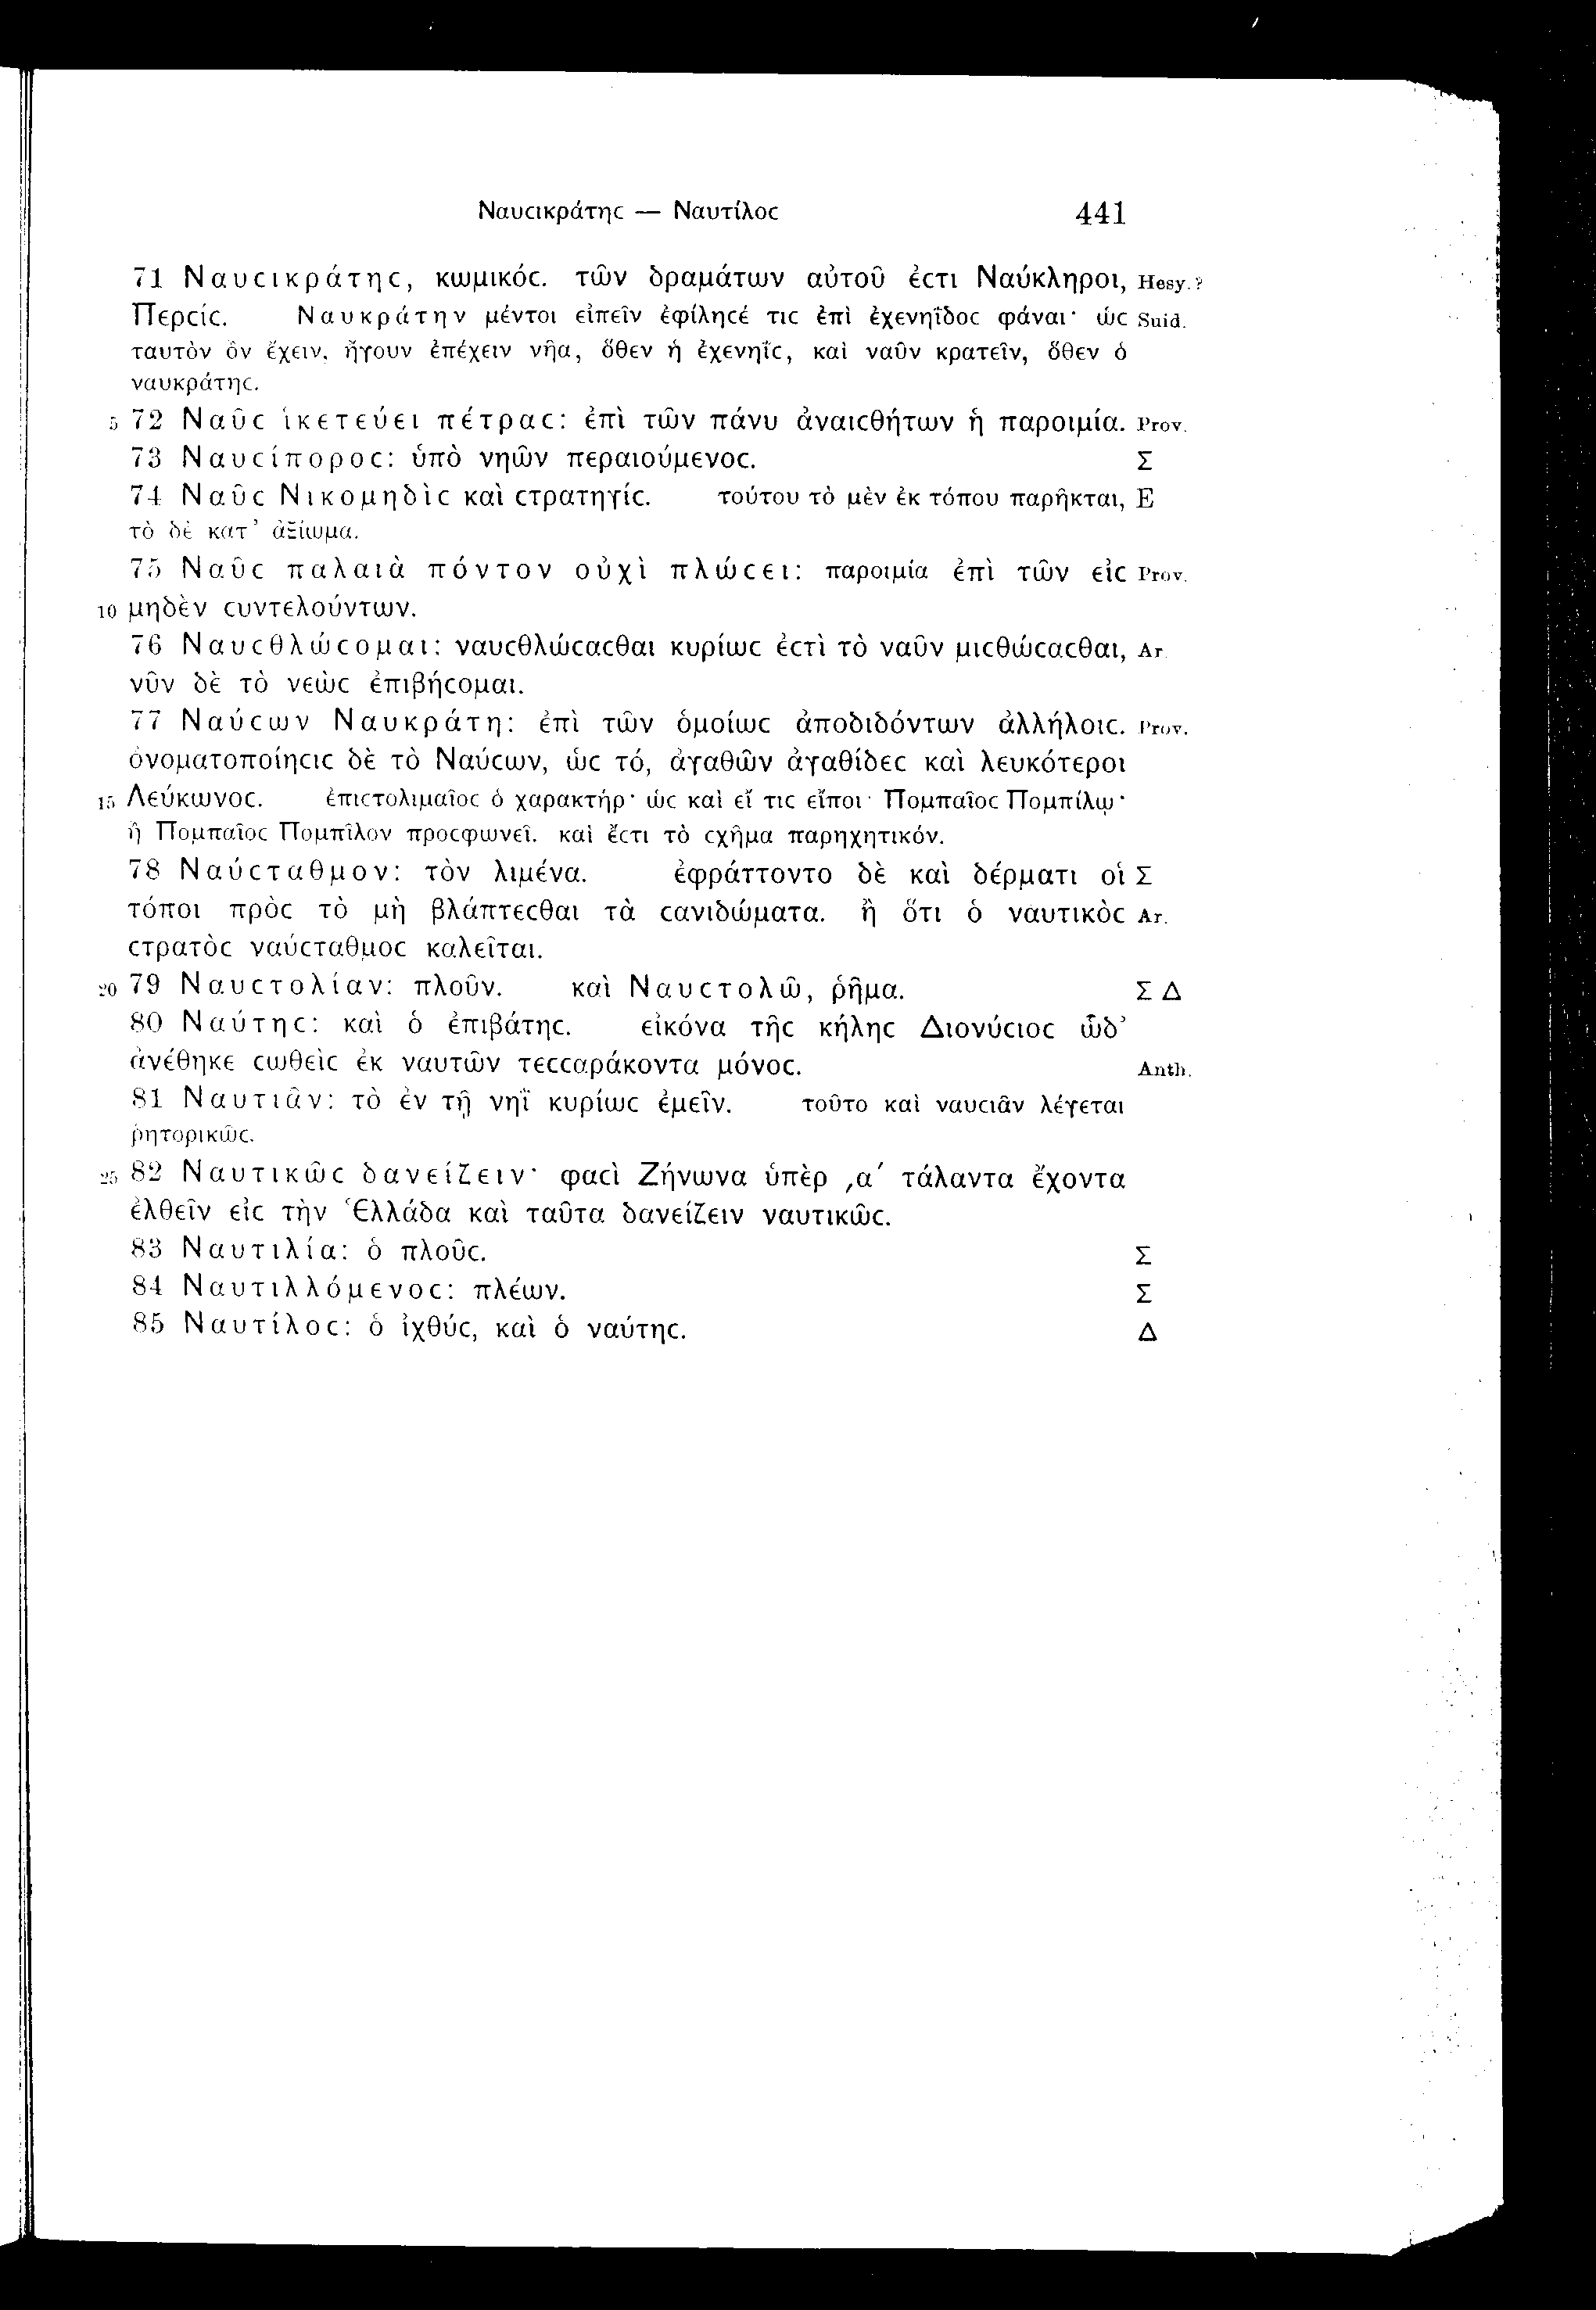 Ναυϲικράτηϲ — Ναυτίλοϲ 441
71 Ναυϲικράτηϲ, κωμικόϲ. τῶν δραμάτων αὐτοῦ ἐϲτι Ναύκληροι, Hesy.?
Περϲίϲ. Ναυκράτην μέντοι εἰπεῖν ἐφίληϲέ τιϲ ἐπὶ ἐχενηΐδοϲ φάναι· ὡϲ Suid.
ταυτὸν ὂν ἔχειν, ἤγουν ἐπέχειν νῆα, ὅθεν ἡ ἐχενηΐϲ, καὶ ναῦν κρατεῖν, ὅθεν ὁ
ναυκράτηϲ.
5 72 Ναῦϲ ἱκετεύει πέτραϲ: ἐπὶ τῶν πάνυ ἀναιϲθήτων ἡ παροιμία. Prov.
73 Ναυϲίποροϲ: ὑπὸ νηῶν περαιούμενοϲ. Σ
74 Ναῦϲ Νικομηδὶϲ καὶ ϲτρατηγίϲ. τούτου τὸ μὲν ἐκ τόπου παρῆκται, E
τὸ δὲ κατ’ ἀξίωμα.
75 Ναῦϲ παλαιὰ πόντον οὐχὶ πλώϲει: παροιμία ἐπὶ τῶν εἰϲ Prov.
10 μηδὲν ϲυντελούντων.
76 Ναυϲθλώϲομαι: ναυϲθλώϲαϲθαι κυρίωϲ ἐϲτὶ τὸ ναῦν μιϲθώϲαϲθαι, Ar.
νῦν δὲ τὸ νεὼϲ ἐπιβήϲομαι.
77 Ναύϲων Ναυκράτη: ἐπὶ τῶν ὁμοίωϲ ἀποδιδόντων ἀλλήλοιϲ. Prov.
ὀνοματοποίηϲιϲ δὲ τὸ Ναύϲων, ὡϲ τό, ἀγαθῶν ἀγαθίδεϲ καὶ λευκότεροι
15 Λεύκωνοϲ. ἐπιϲτολιμαῖοϲ ὁ χαρακτήρ· ὡϲ καὶ εἴ τιϲ εἴποι· Πομπαῖοϲ Πομπίλῳ·
ἢ Πομπαῖοϲ Πομπῖλον προϲφωνεῖ. καὶ ἔϲτι τὸ ϲχῆμα παρηχητικόν.
78 Ναύϲταθμον: τὸν λιμένα. ἐφράττοντο δὲ καὶ δέρματι οἱ Σ
τόποι πρὸϲ τὸ μὴ βλάπτεϲθαι τὰ ϲανιδώματα. ἢ ὅτι ὁ ναυτικὸϲ Ar.
ϲτρατὸϲ ναύϲταθμοϲ καλεῖται.
20 79 Ναυϲτολίαν: πλοῦν. καὶ Ναυϲτολῶ, ῥῆμα. Σ Δ
80 Ναύτηϲ: καὶ ὁ ἐπιβάτηϲ. εἰκόνα τῆϲ κήληϲ Διονύϲιοϲ ὧδ’
ἀνέθηκε ϲωθεὶϲ ἐκ ναυτῶν τεϲϲαράκοντα μόνοϲ. Anth.
81 Ναυτιᾶν: τὸ ἐν τῇ νηῒ κυρίωϲ ἐμεῖν. τοῦτο καὶ ναυϲιᾶν λέγεται
ῥητορικῶϲ.
25 82 Ναυτικῶϲ δανείζειν· φαϲὶ Ζήνωνα ὑπὲρ ͵α´ τάλαντα ἔχοντα
ἐλθεῖν εἰϲ τὴν Ἑλλάδα καὶ ταῦτα δανείζειν ναυτικῶϲ.
83 Ναυτιλία: ὁ πλοῦϲ. Σ
84 Ναυτιλλόμενοϲ: πλέων. Σ
85 Ναυτίλοϲ: ὁ ἰχθύϲ, καὶ ὁ ναύτηϲ. Δ